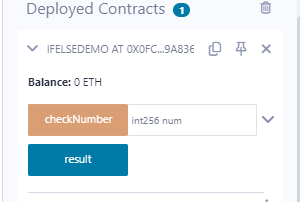 Deployed Contracts 1
IFELSEDEMO AT 0X0FC...9A836
Balance: 0 ETH
checkNumber int256 num
result